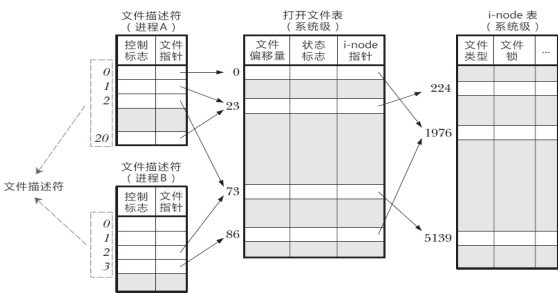 文件描述符
（进程A）
控制
标志
文件
指针
0
1
2
20
文件描述符
文件描述符
（进程B）
控制
标志
文件
指针
0
1
2
3
打开文件表
（系统级）
文件
偏移量
状态
标志
i-node
指针
0
23
73
86
i-node 表
（系统级）
文件
类型
文件
锁
...
224
1976
5139